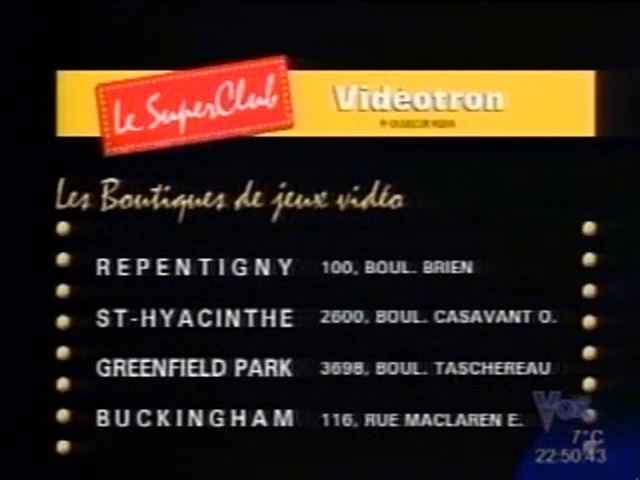 Le SuperClub
Vidéotron
Les Boutiques de jeux vidéo
REPENTIGNY 100, BOUL. BRIEN
ST-HYACINTHE 2600, BOUL. CASAVANT O.
GREENFIELD PARK 3698, BOUL. TASCHEREAU
BUCKINGHAM 116, RUE MACLAREN E.
Vox
7°C
22:50:43